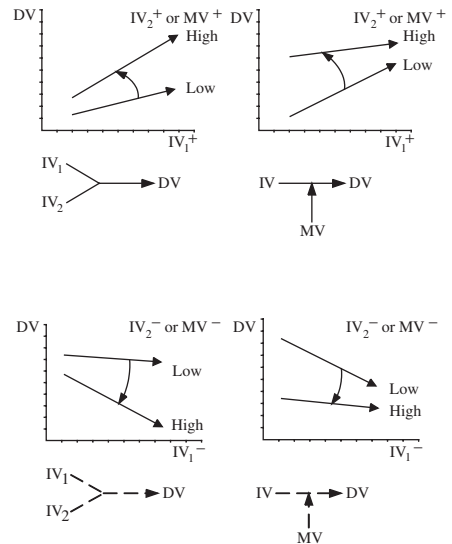 DV
IV₂⁺ or MV⁺
High
Low
IV₁⁺
IV₁
IV₂
DV
DV
IV₂⁺ or MV⁺
High
Low
IV₁⁺
IV
DV
MV
DV
IV₂⁻ or MV⁻
Low
High
IV₁⁻
IV₁
IV₂
DV
DV
IV₂⁻ or MV⁻
Low
High
IV₁⁻
IV
DV
MV